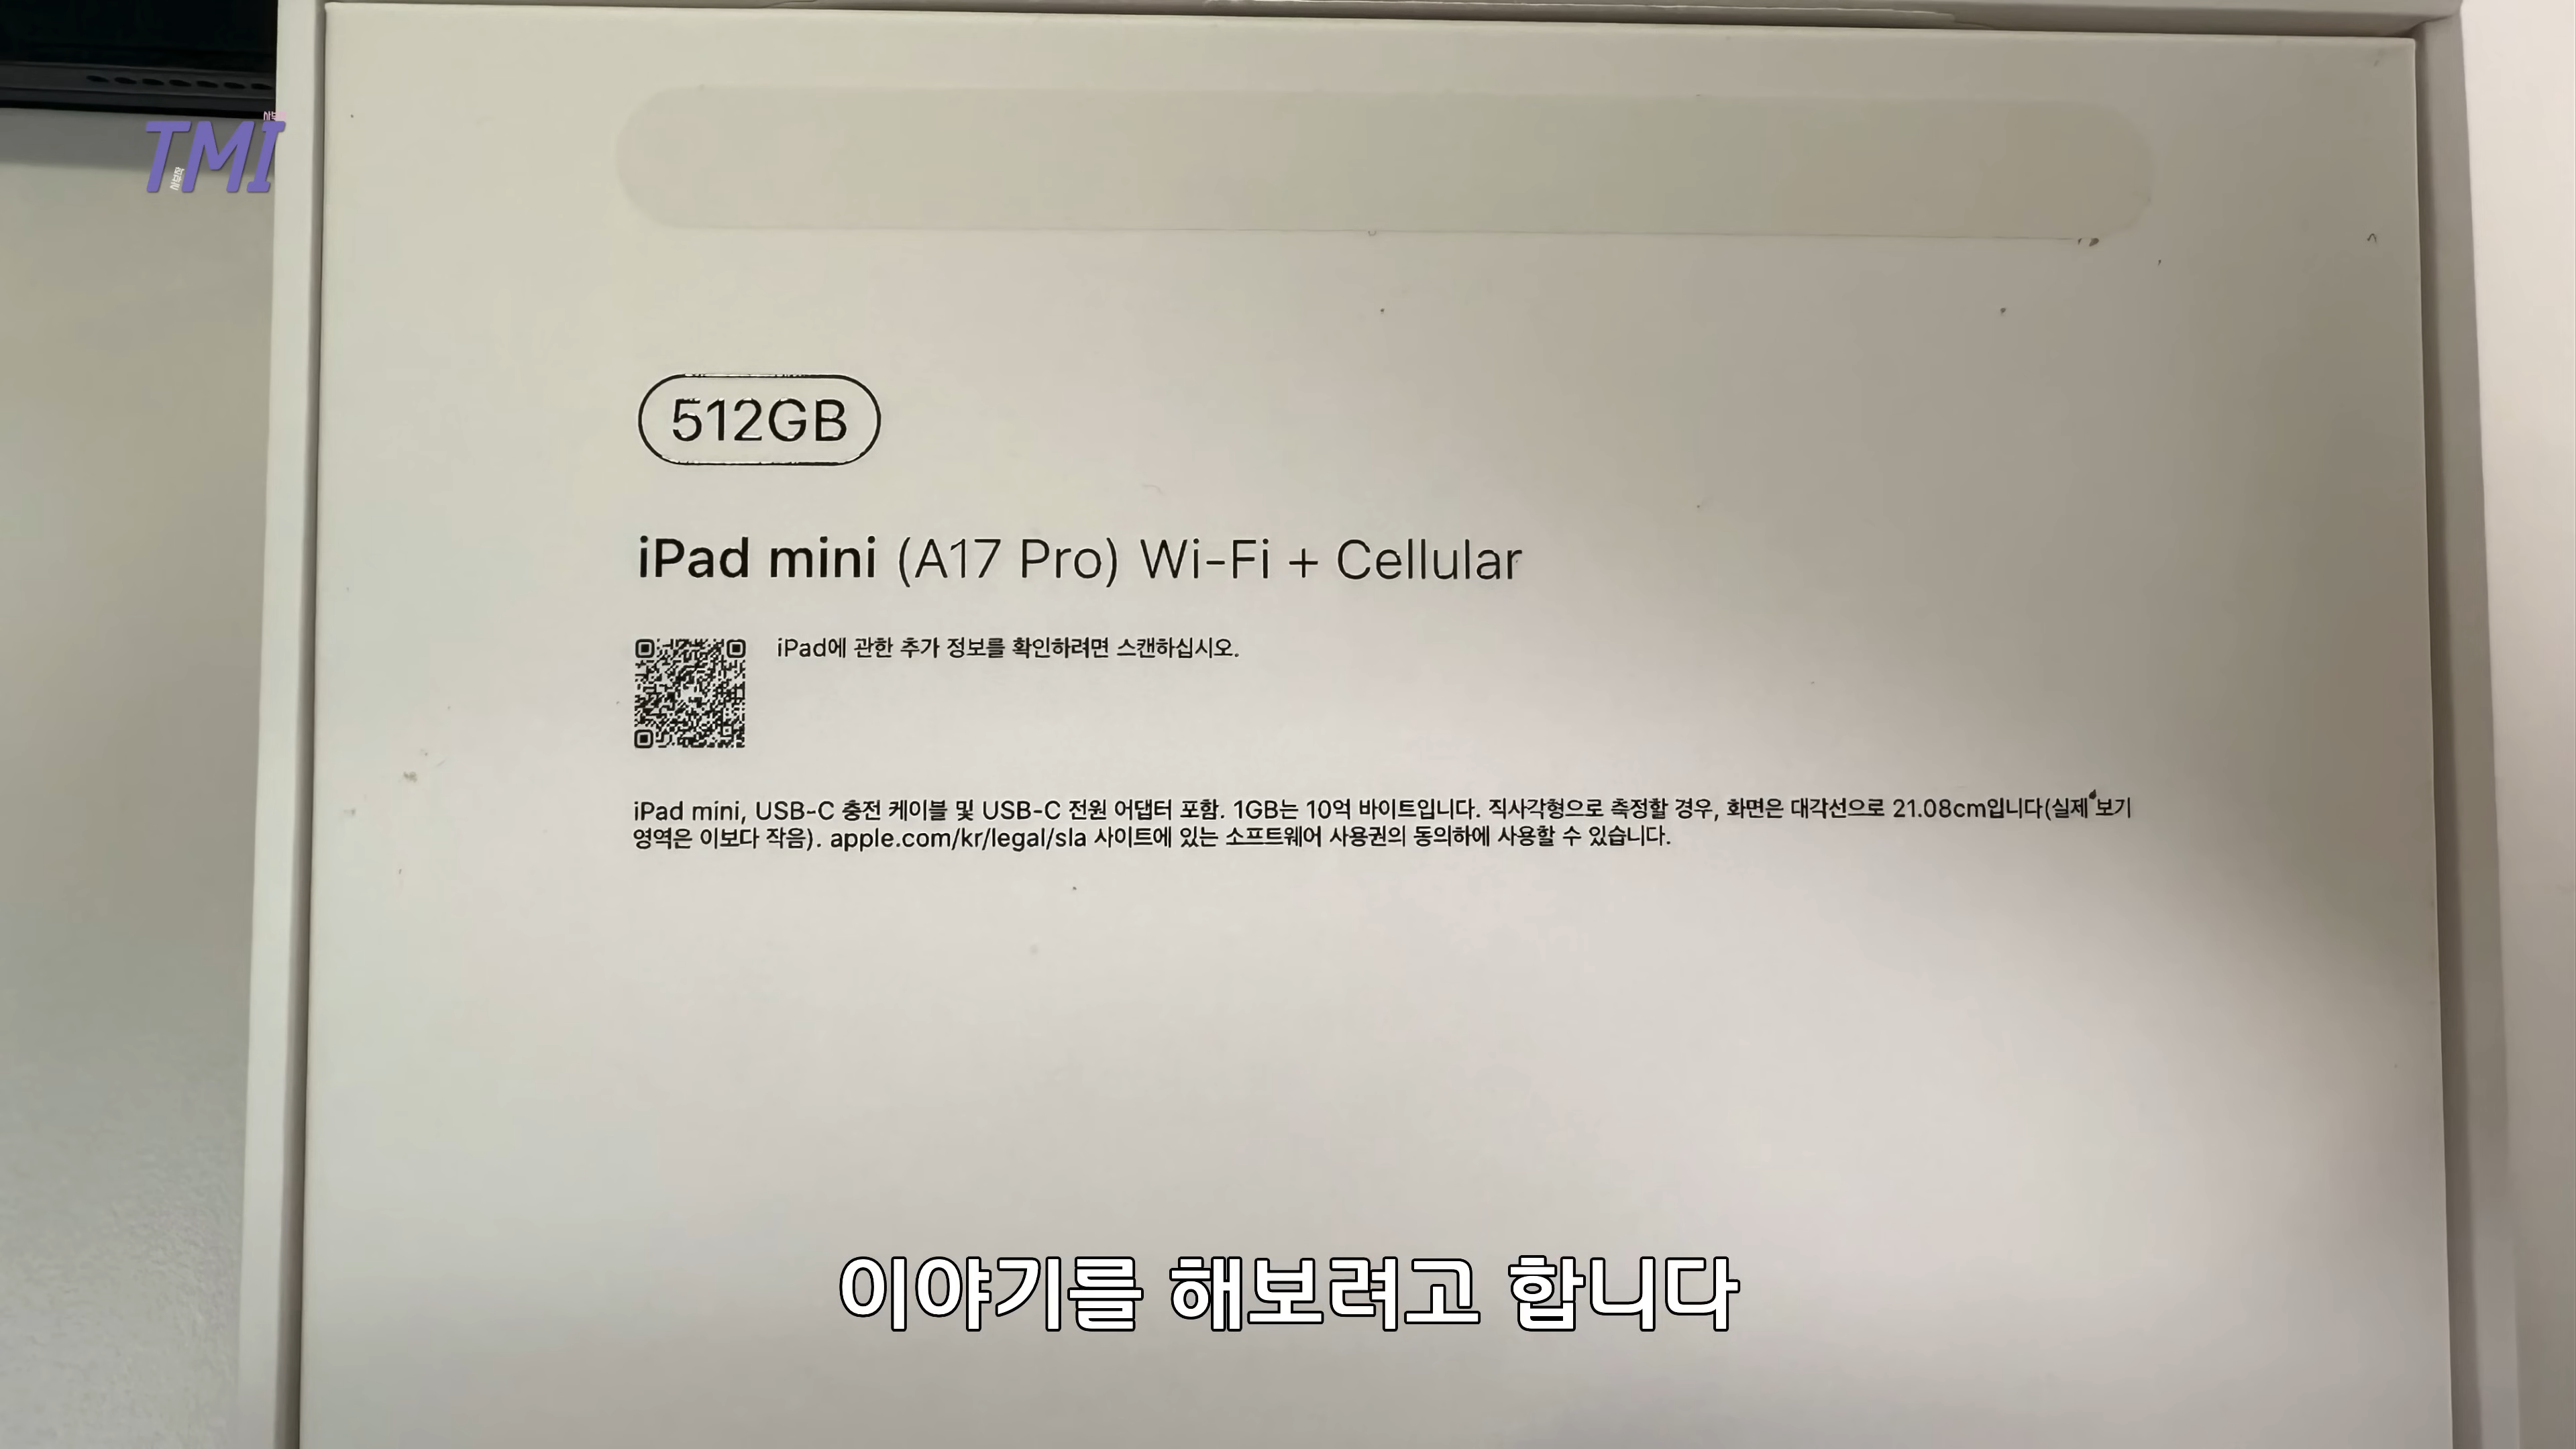 TMI
512GB
iPad mini (A17 Pro) Wi-Fi + Cellular
iPad에 관한 추가 정보를 확인하려면 스캔하십시오.
iPad mini, USB-C 충전 케이블 및 USB-C 전원 어댑터 포함. 1GB는 10억 바이트입니다. 직사각형으로 측정할 경우, 화면은 대각선으로 21.08cm입니다(실제 보기
영역은 이보다 작음). apple.com/kr/legal/sla 사이트에 있는 소프트웨어 사용권의 동의하에 사용할 수 있습니다.
이야기를 해보려고 합니다